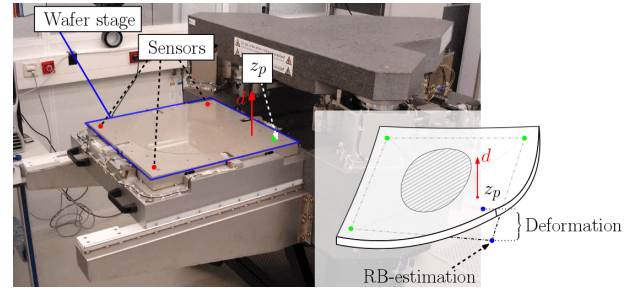 Wafer stage
Sensors
z_p
d
d
z_p
Deformation
RB-estimation